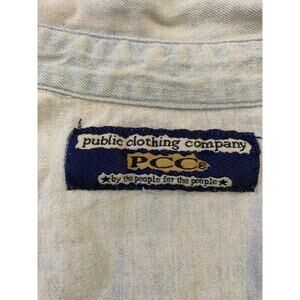 public clothing company
PCC®
★by the people for the people★